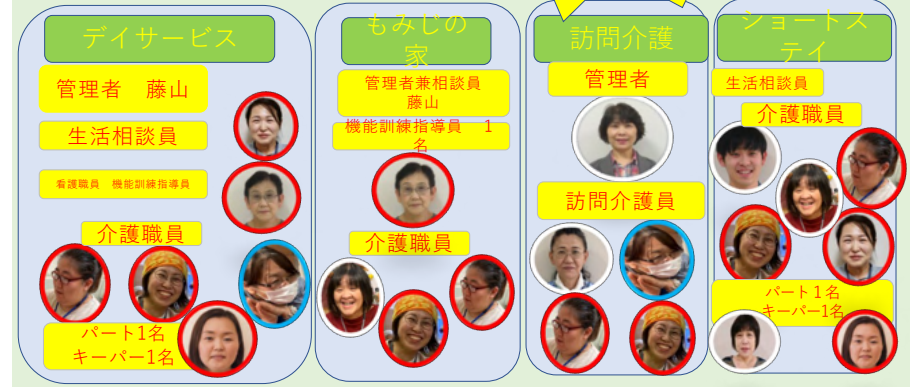 デイサービス
管理者　藤山
生活相談員
看護職員　機能訓練指導員
介護職員
パート1名
キーパー1名
もみじの
家
管理者兼相談員
藤山
機能訓練指導員　1
名
介護職員
訪問介護
管理者
訪問介護員
ショートス
テイ
生活相談員
介護職員
パート１名
キーパー1名